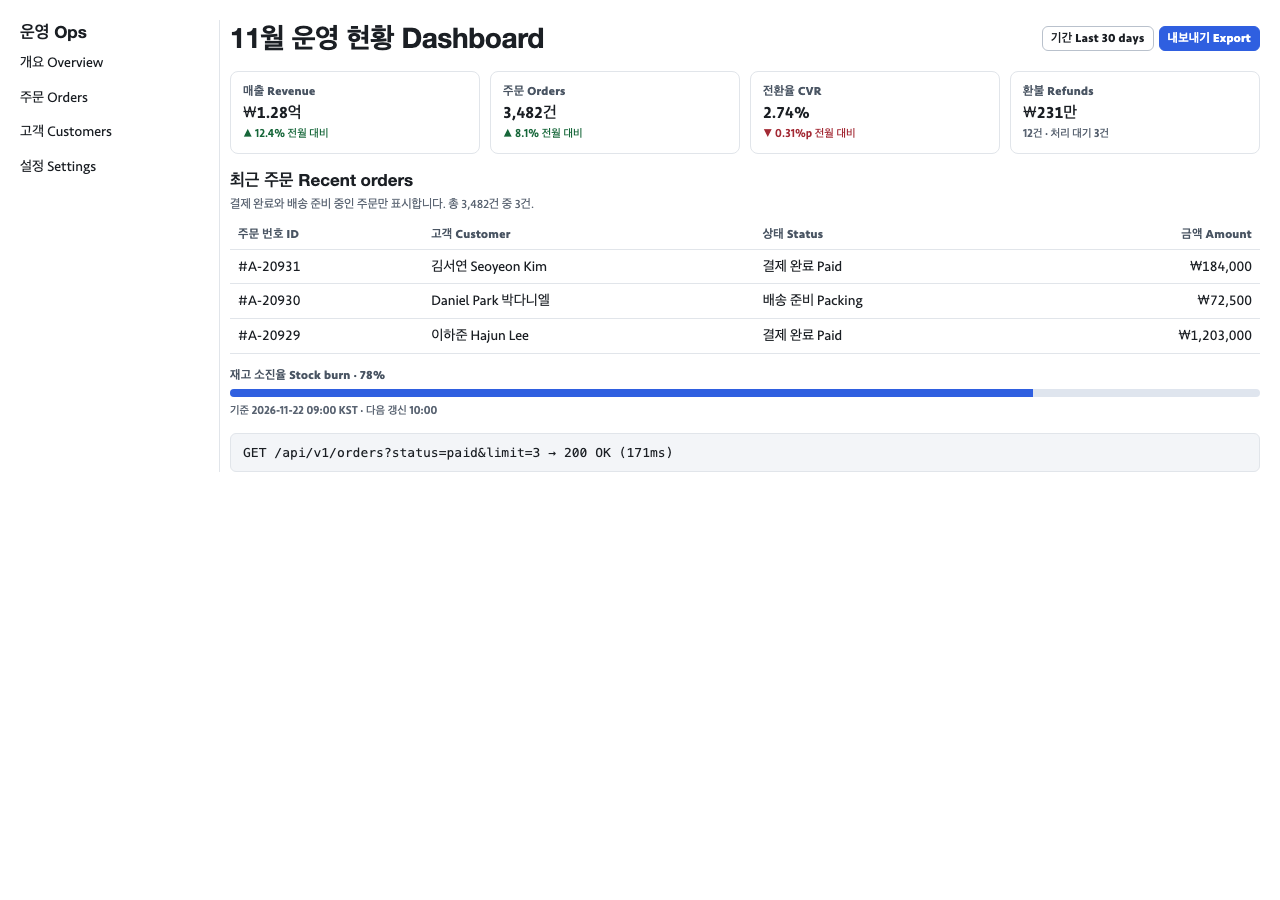 운영 Ops
개요 Overview
주문 Orders
고객 Customers
설정 Settings
11월 운영 현황 Dashboard
기간 Last 30 days
내보내기 Export
매출 Revenue
₩1.28억
▲ 12.4% 전월 대비
주문 Orders
3,482건
▲ 8.1% 전월 대비
전환율 CVR
2.74%
▼ 0.31%p 전월 대비
환불 Refunds
₩231만
12건 · 처리 대기 3건
최근 주문 Recent orders
결제 완료와 배송 준비 중인 주문만 표시합니다. 총 3,482건 중 3건.
주문 번호 ID 고객 Customer 상태 Status 금액 Amount
#A-20931 김서연 Seoyeon Kim 결제 완료 Paid ₩184,000
#A-20930 Daniel Park 박다니엘 배송 준비 Packing ₩72,500
#A-20929 이하준 Hajun Lee 결제 완료 Paid ₩1,203,000
재고 소진율 Stock burn · 78%
기준 2026-11-22 09:00 KST · 다음 갱신 10:00
GET /api/v1/orders?status=paid&limit=3 → 200 OK (171ms)